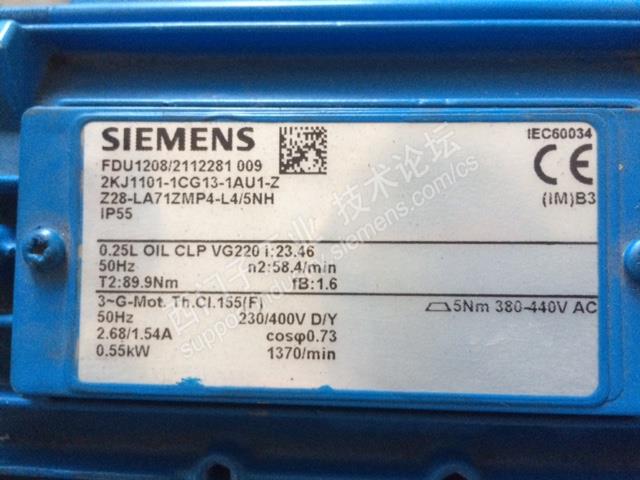 SIEMENS
IEC60034
FDU1208/2112281 009
2KJ1101-1CG13-1AU1-Z
Z28-LA71ZMP4-L4/5NH
IP55
CE
(IM)B3
0.25L OIL CLP VG220 i:23.46
50Hz n2:58.4/min
T2:89.9Nm fB:1.6
3~G-Mot. Th.Cl.155(F)
5Nm 380-440V AC
50Hz 230/400V D/Y
2.68/1.54A cosφ0.73
0.55kW 1370/min
西门子工业 技术论坛
support.industry.siemens.com